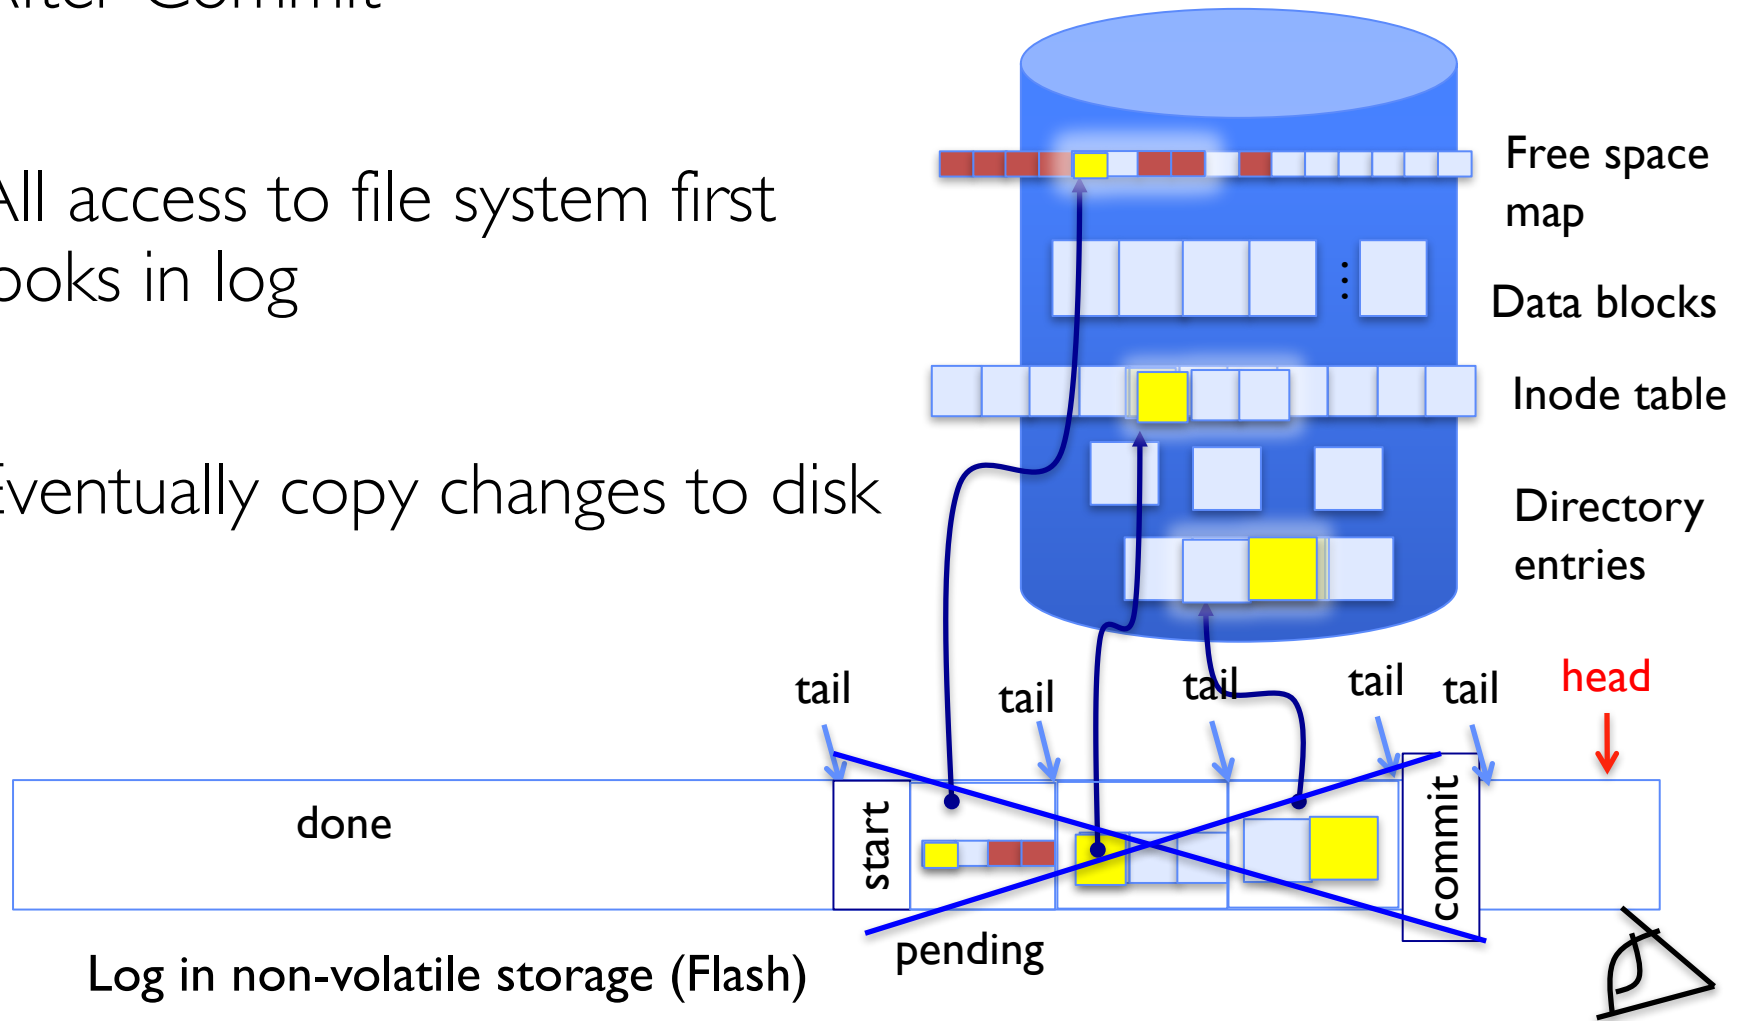 After Commit
All access to file system first
looks in log
Eventually copy changes to disk
Free space
map
Data blocks
Inode table
Directory
entries
tail
tail
tail
tail
tail
head
done
start
commit
pending
Log in non-volatile storage (Flash)